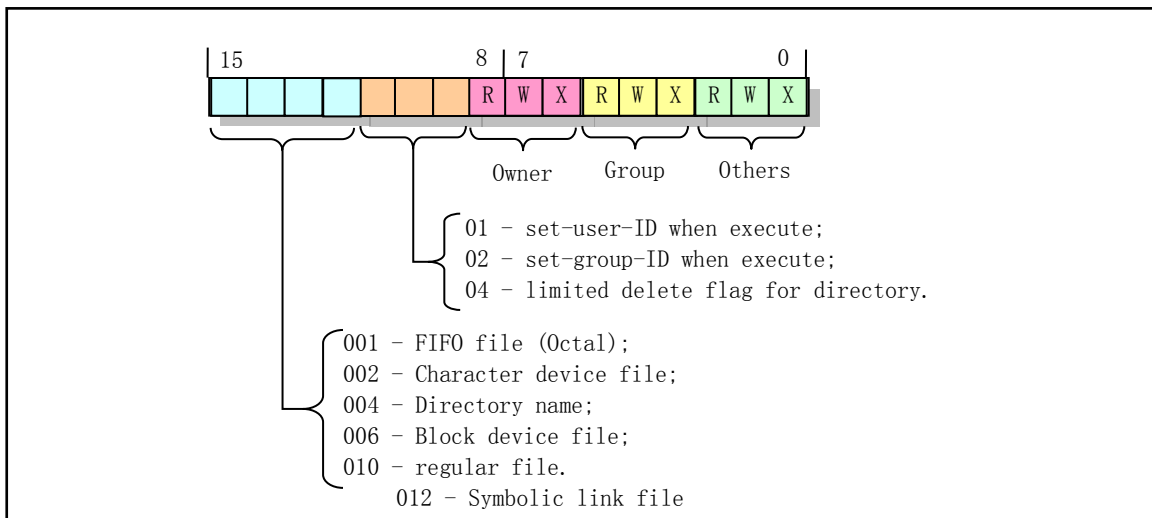 15 8 7 0
R W X R W X R W X
Owner Group Others
01 - set-user-ID when execute;
02 - set-group-ID when execute;
04 - limited delete flag for directory.
001 - FIFO file (Octal);
002 - Character device file;
004 - Directory name;
006 - Block device file;
010 - regular file.
012 - Symbolic link file